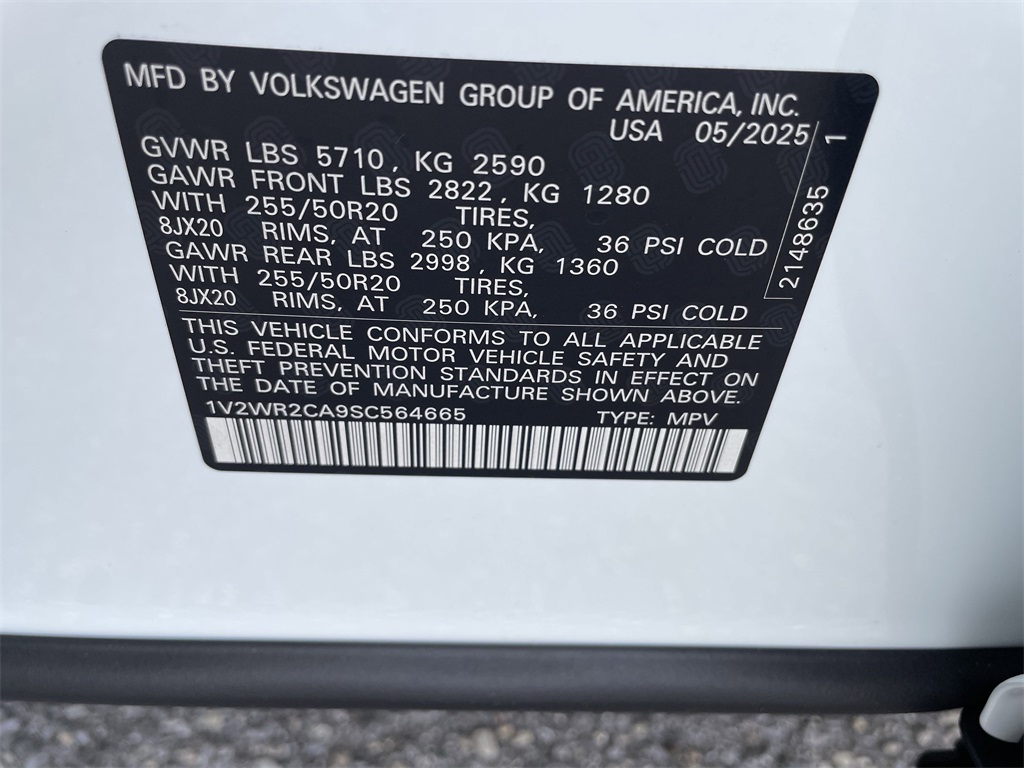 MFD BY VOLKSWAGEN GROUP OF AMERICA, INC.
USA 05/2025
GVWR LBS 5710, KG 2590
GAWR FRONT LBS 2822, KG 1280
WITH 255/50R20 TIRES,
8JX20 RIMS, AT 250 KPA, 36 PSI COLD
GAWR REAR LBS 2998, KG 1360
WITH 255/50R20 TIRES,
8JX20 RIMS, AT 250 KPA, 36 PSI COLD
2148635 1
THIS VEHICLE CONFORMS TO ALL APPLICABLE
U.S. FEDERAL MOTOR VEHICLE SAFETY AND
THEFT PREVENTION STANDARDS IN EFFECT ON
THE DATE OF MANUFACTURE SHOWN ABOVE.
1V2WR2CA9SC564665 TYPE: MPV